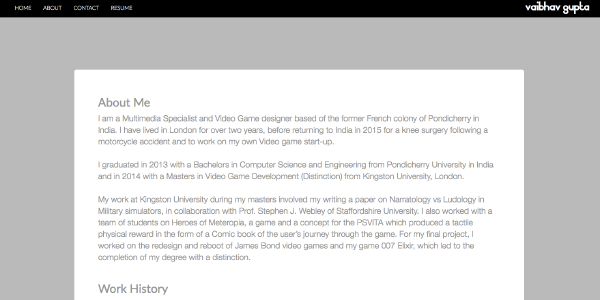 HOME ABOUT CONTACT RESUME vaibhav gupta
About Me
I am a Multimedia Specialist and Video Game designer based of the former French colony of Pondicherry in
India. I have lived in London for over two years, before returning to India in 2015 for a knee surgery following a
motorcycle accident and to work on my own Video game start-up.
I graduated in 2013 with a Bachelors in Computer Science and Engineering from Pondicherry University in India
and in 2014 with a Masters in Video Game Development (Distinction) from Kingston University, London.
My work at Kingston University during my masters involved my writing a paper on Narratology vs Ludology in
Military simulators, in collaboration with Prof. Stephen J. Webley of Staffordshire University. I also worked with a
team of students on Heroes of Meteropia, a game and a concept for the PSVITA which produced a tactile
physical reward in the form of a Comic book of the user's journey through the game. For my final project, I
worked on the redesign and reboot of James Bond video games and my game 007 Elixir, which led to the
completion of my degree with a distinction.
Work History